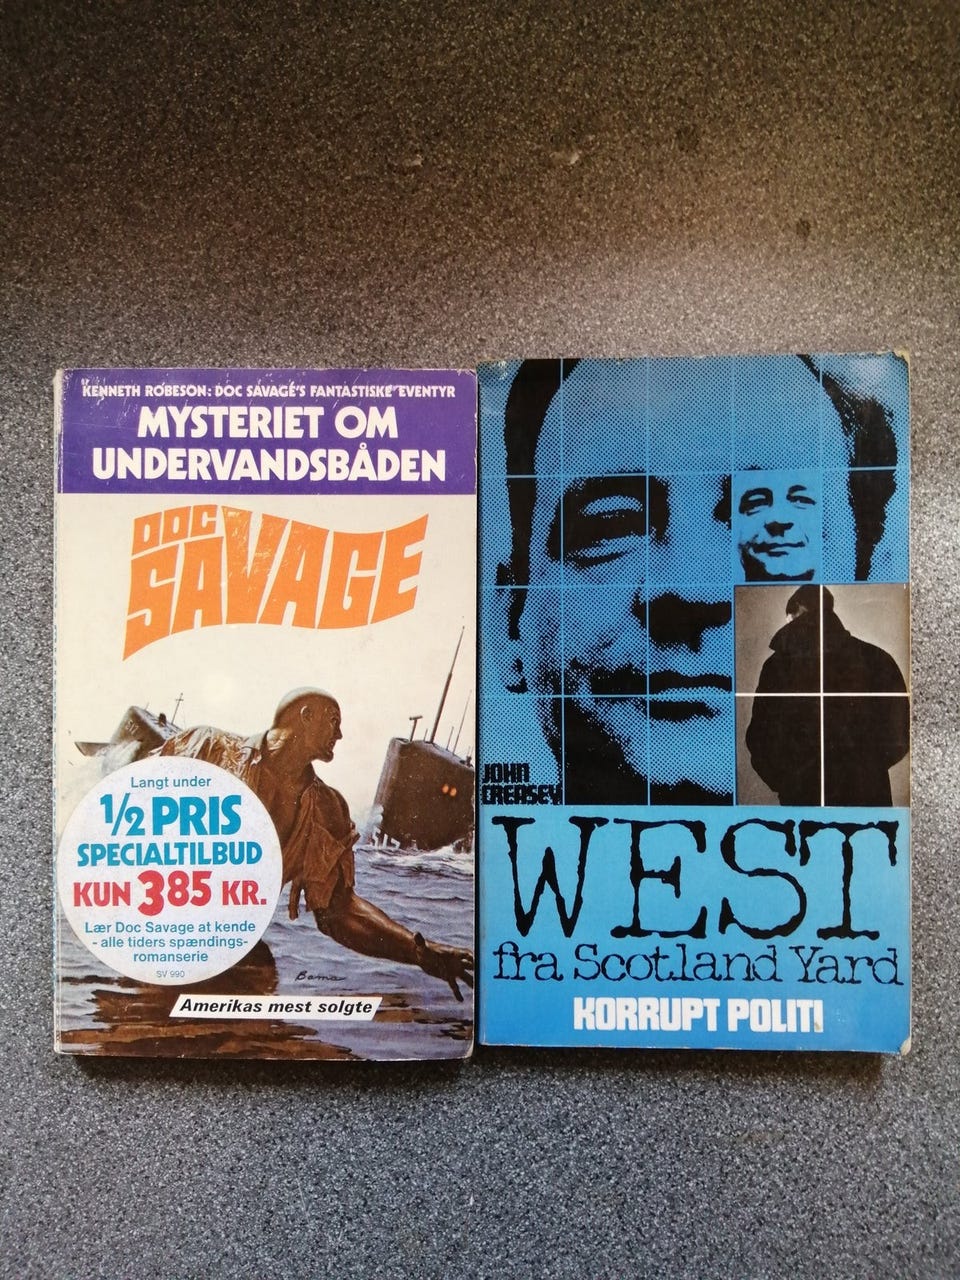 KENNETH ROBESON: DOC SAVAGE'S FANTASTISKE EVENTYR
MYSTERIET OM
UNDERVANDSBÅDEN
DOC
SAVAGE
Langt under
1/2 PRIS
SPECIALTILBUD
KUN 385 KR.
Lær Doc Savage at kende
- alle tiders spændings-
romanserie
SV 990
Bama
Amerikas mest solgte
JOHN
CREASEY
WEST
fra Scotland Yard
KORRUPT POLITI